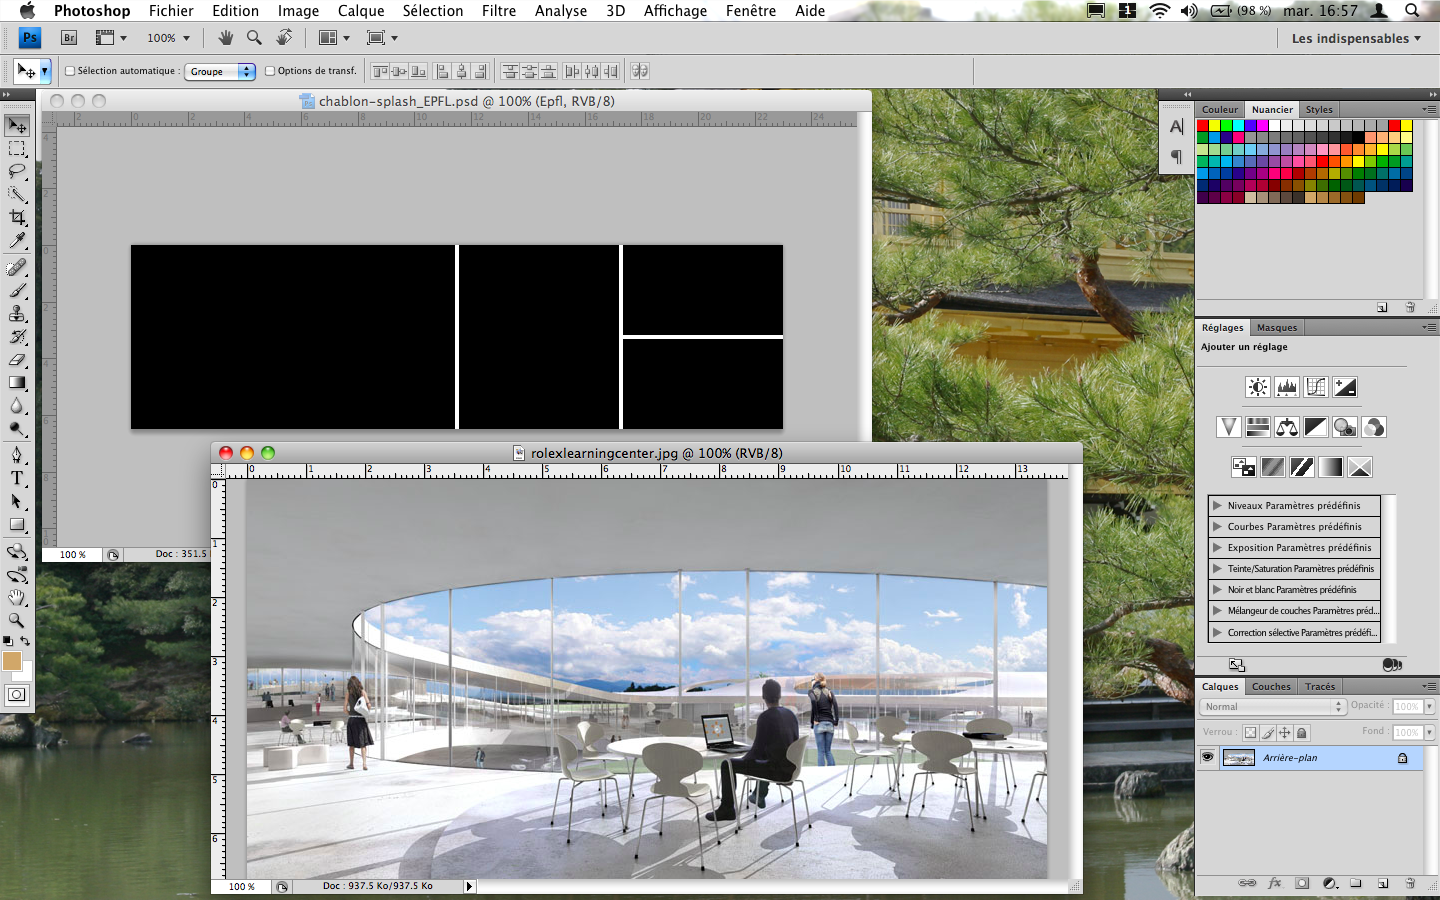 Photoshop Fichier Edition Image Calque Sélection Filtre Analyse 3D Affichage Fenêtre Aide 1 (98 %) mar. 16:57
Ps Br 100% Les indispensables
Sélection automatique : Groupe Options de transf.
chablon-splash_EPFL.psd @ 100% (Epfl, RVB/8)
2 0 2 4 6 8 10 12 14 16 18 20 22 24
100 % Doc : 351.5
rolexlearningcenter.jpg @ 100% (RVB/8)
0 1 2 3 4 5 6 7 8 9 10 11 12 13
0
1
2
3
4
5
6
100 % Doc : 937.5 Ko/937.5 Ko
Couleur Nuancier Styles
Réglages Masques
Ajouter un réglage
Niveaux Paramètres prédéfinis
Courbes Paramètres prédéfinis
Exposition Paramètres prédéfinis
Teinte/Saturation Paramètres prédéfinis
Noir et blanc Paramètres prédéfinis
Mélangeur de couches Paramètres préd...
Correction sélective Paramètres prédéfi...
Calques Couches Tracés
Normal Opacité : 100%
Verrou : Fond : 100%
Arrière-plan